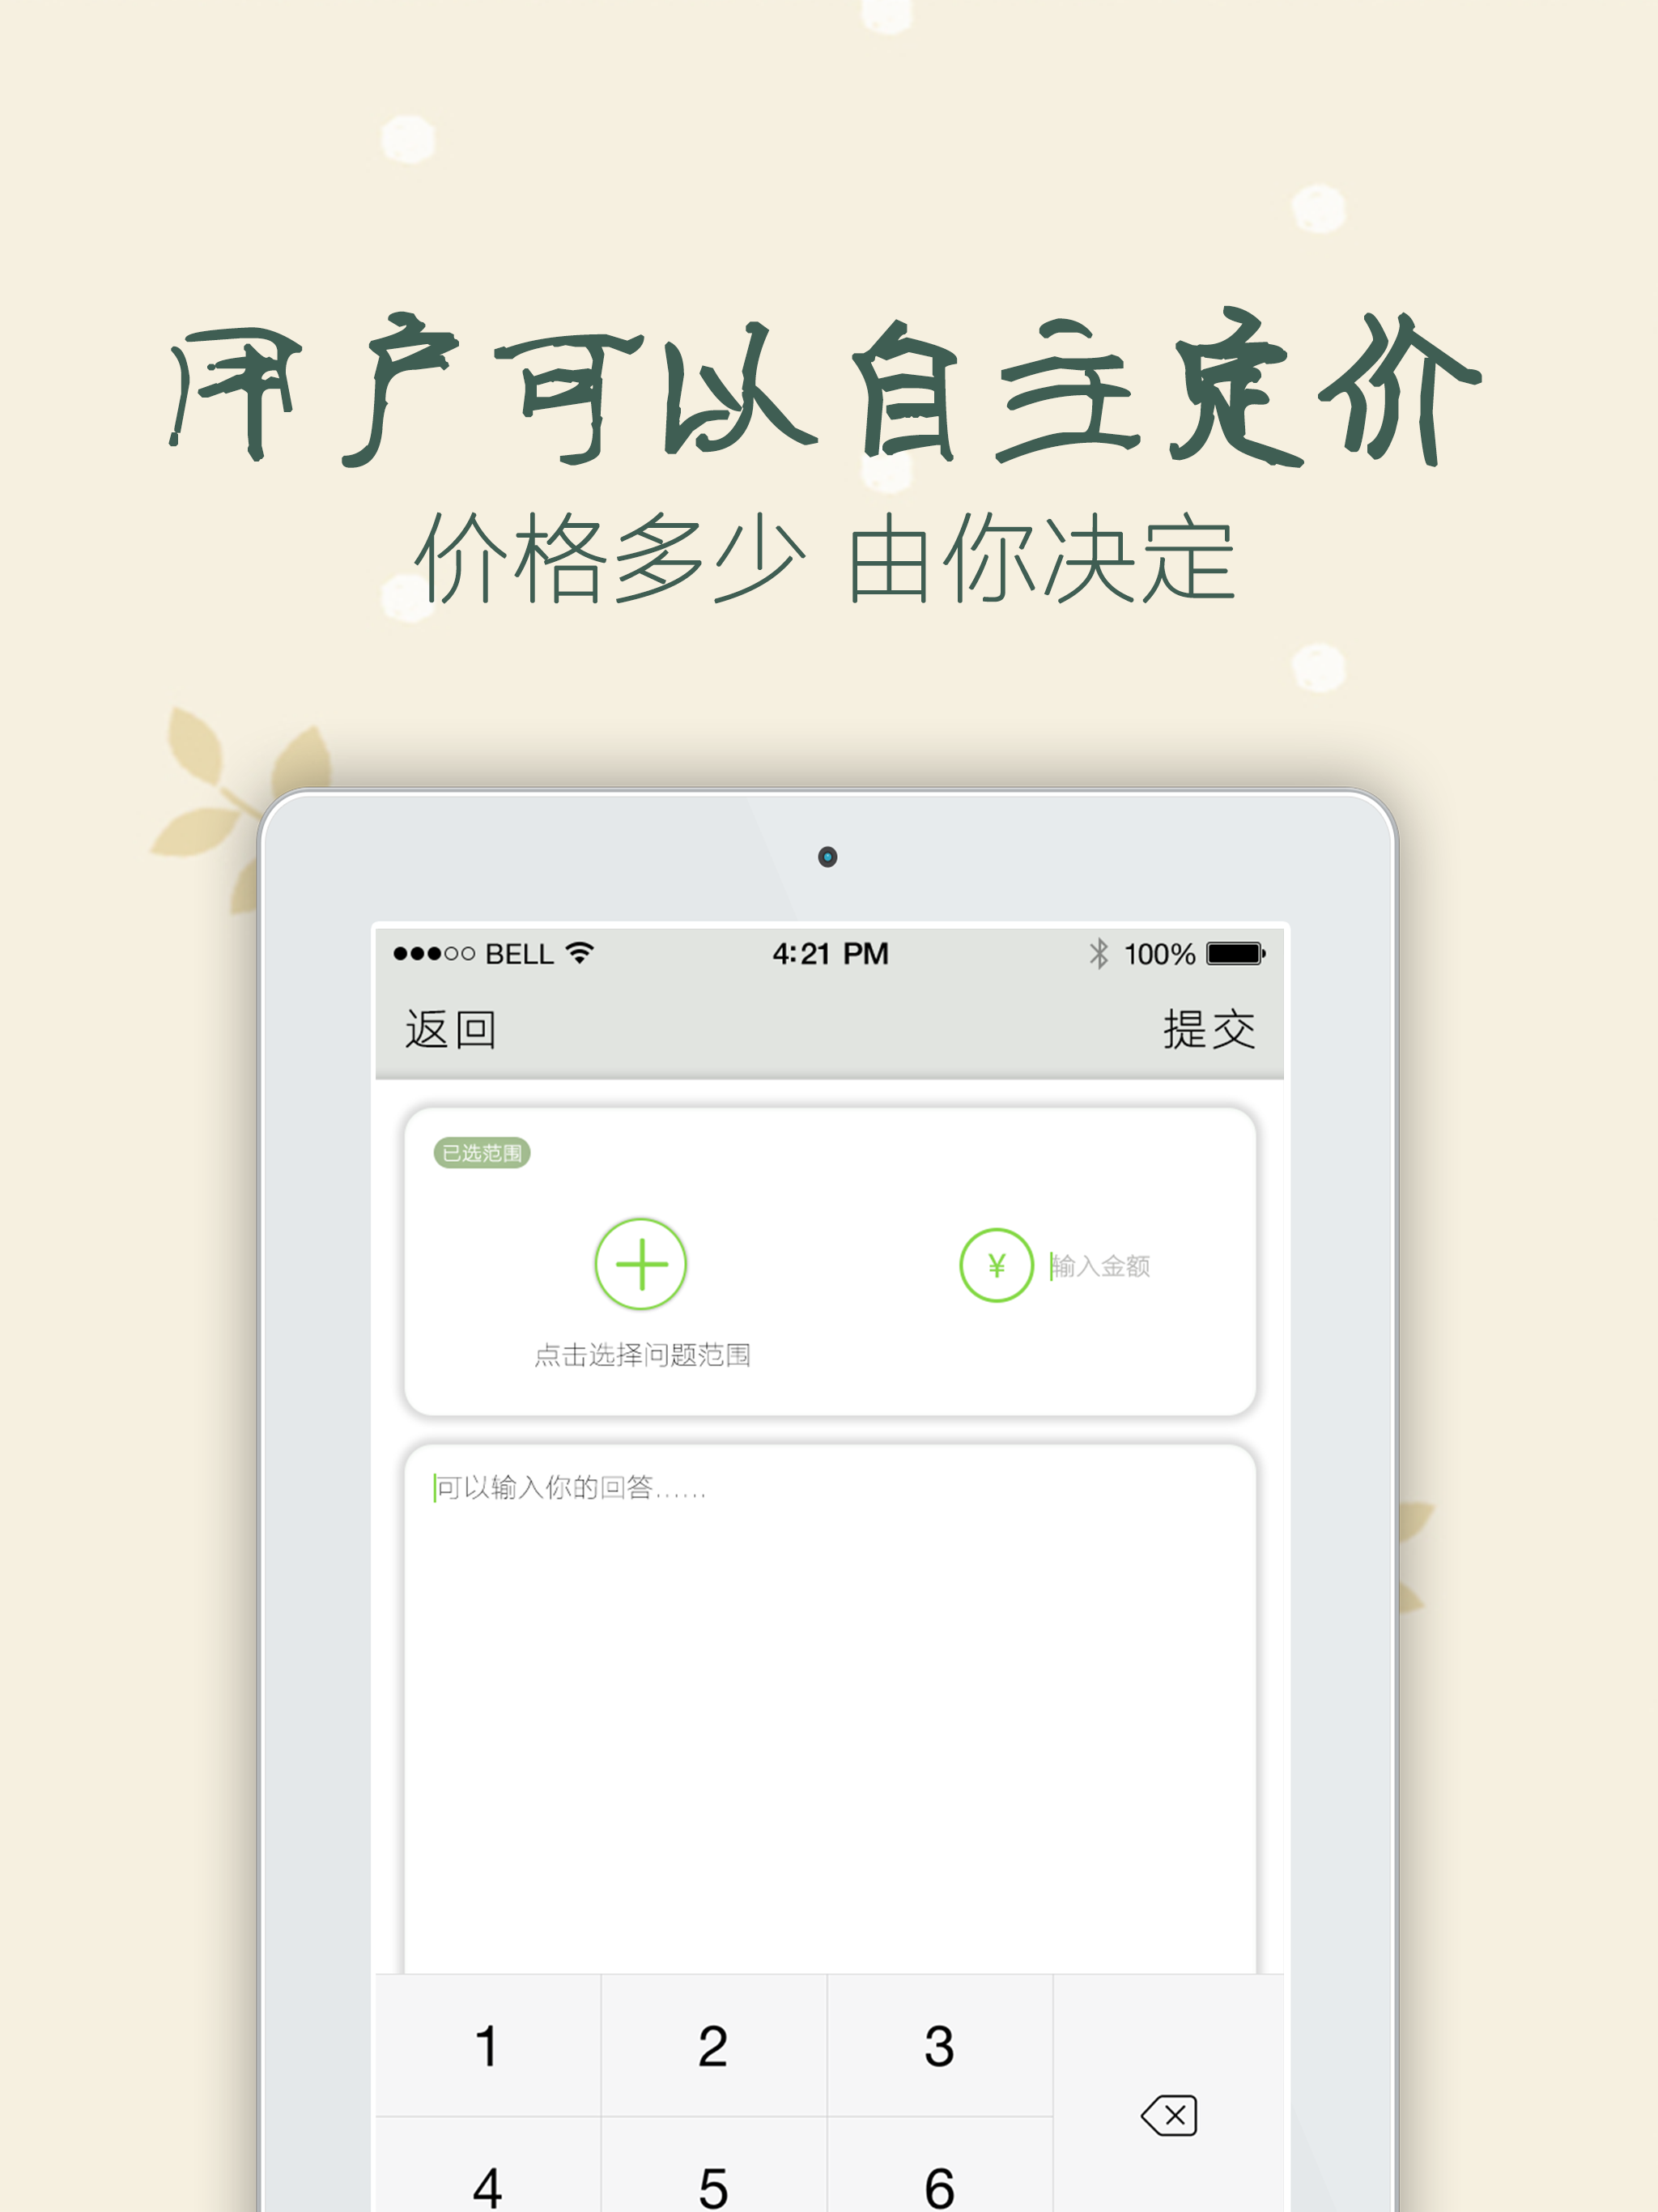 用户可以自主定价
价格多少 由你决定
BELL 4:21 PM 100%
返回 提交
已选范围
¥ 输入金额
点击选择问题范围
可以输入你的回答......
1 2 3
4 5 6